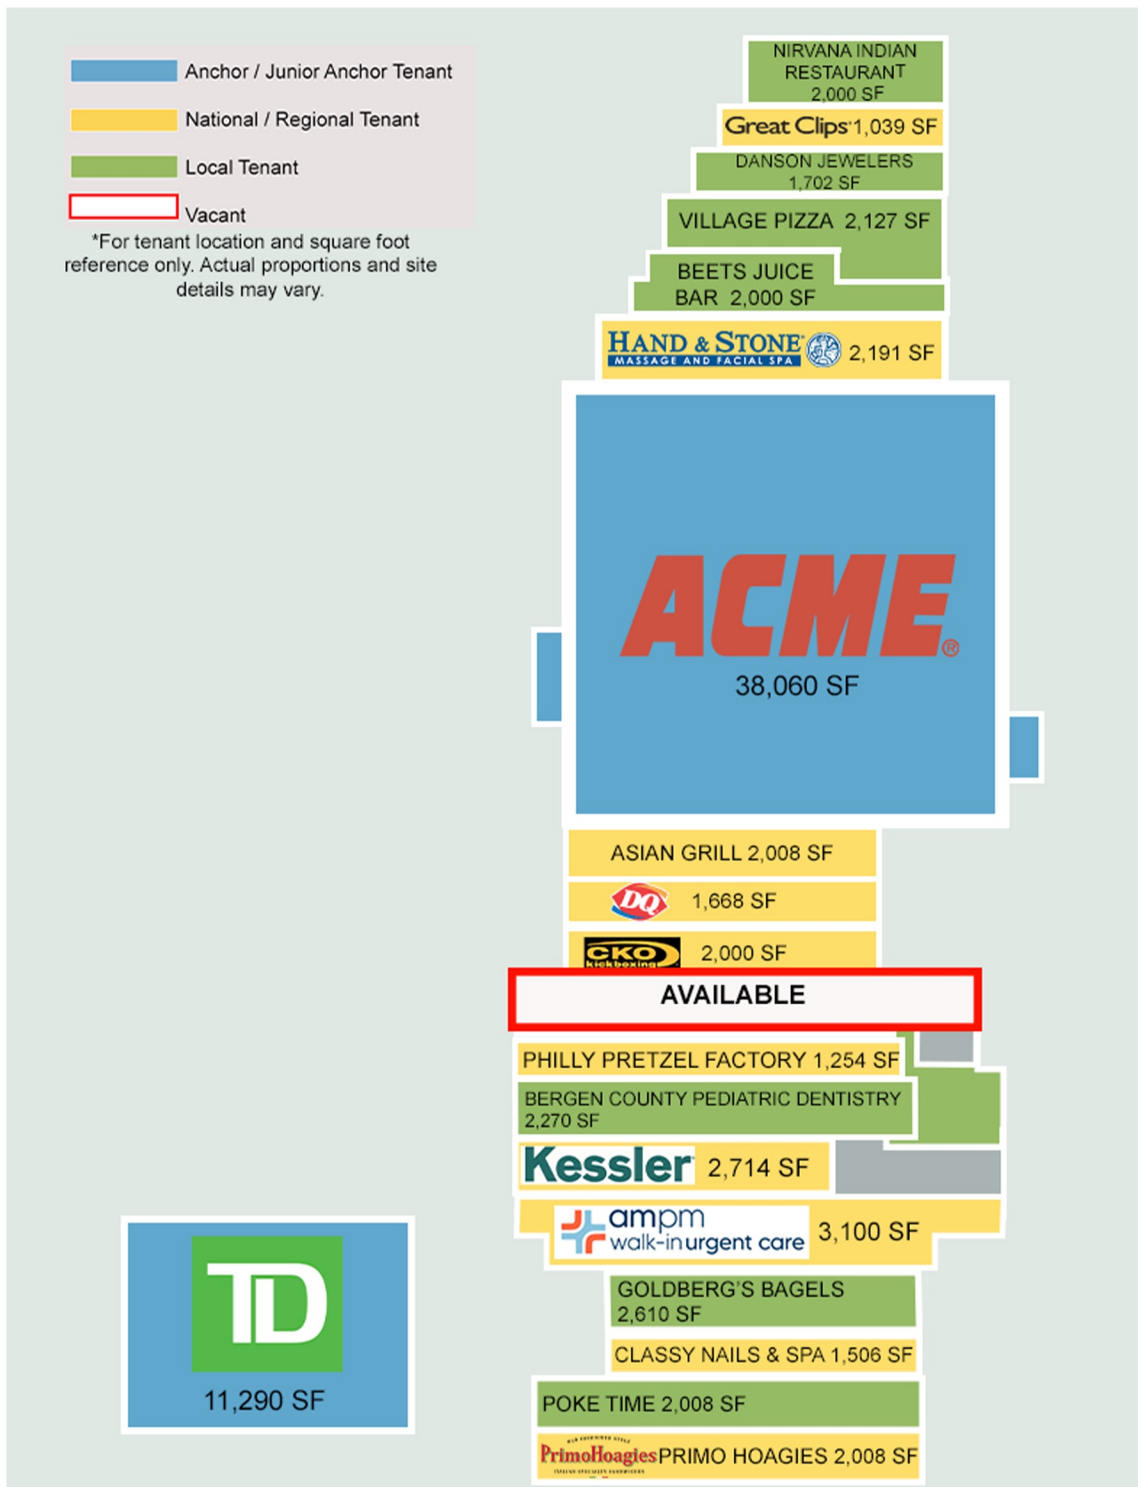 Anchor / Junior Anchor Tenant
National / Regional Tenant
Local Tenant
Vacant
*For tenant location and square foot
reference only. Actual proportions and site
details may vary.
NIRVANA INDIAN
RESTAURANT
2,000 SF
Great Clips® 1,039 SF
DANSON JEWELERS
1,702 SF
VILLAGE PIZZA 2,127 SF
BEETS JUICE
BAR 2,000 SF
HAND & STONE®
MASSAGE AND FACIAL SPA
2,191 SF
ACME®
38,060 SF
ASIAN GRILL 2,008 SF
DQ 1,668 SF
CKO 2,000 SF
kickboxing
AVAILABLE
PHILLY PRETZEL FACTORY 1,254 SF
BERGEN COUNTY PEDIATRIC DENTISTRY
2,270 SF
Kessler 2,714 SF
ampm
walk-in urgent care
3,100 SF
GOLDBERG'S BAGELS
2,610 SF
CLASSY NAILS & SPA 1,506 SF
POKE TIME 2,008 SF
PrimoHoagies PRIMO HOAGIES 2,008 SF
ITALIAN SPECIALTY SANDWICHES
TD
11,290 SF